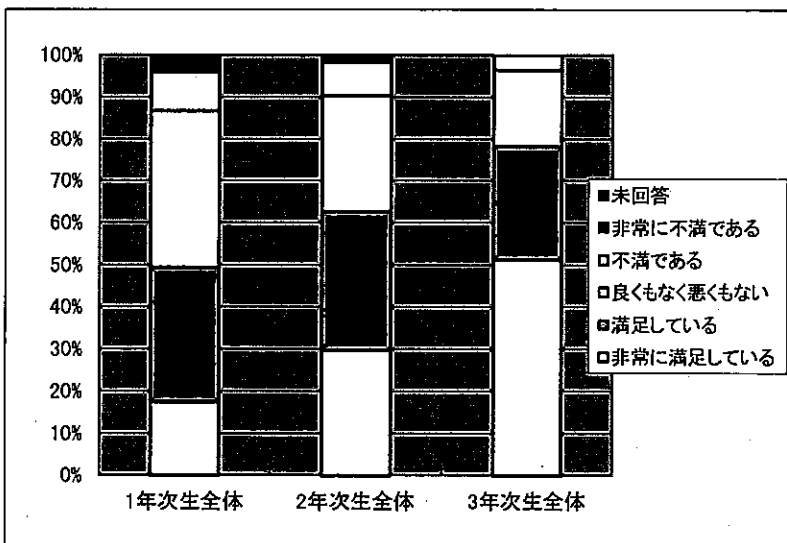 100%
90%
80%
70%
60%
50%
40%
30%
20%
10%
0%
1年次生全体
2年次生全体
3年次生全体
■未回答
■非常に不満である
□不満である
□良くもなく悪くもない
□満足している
□非常に満足している